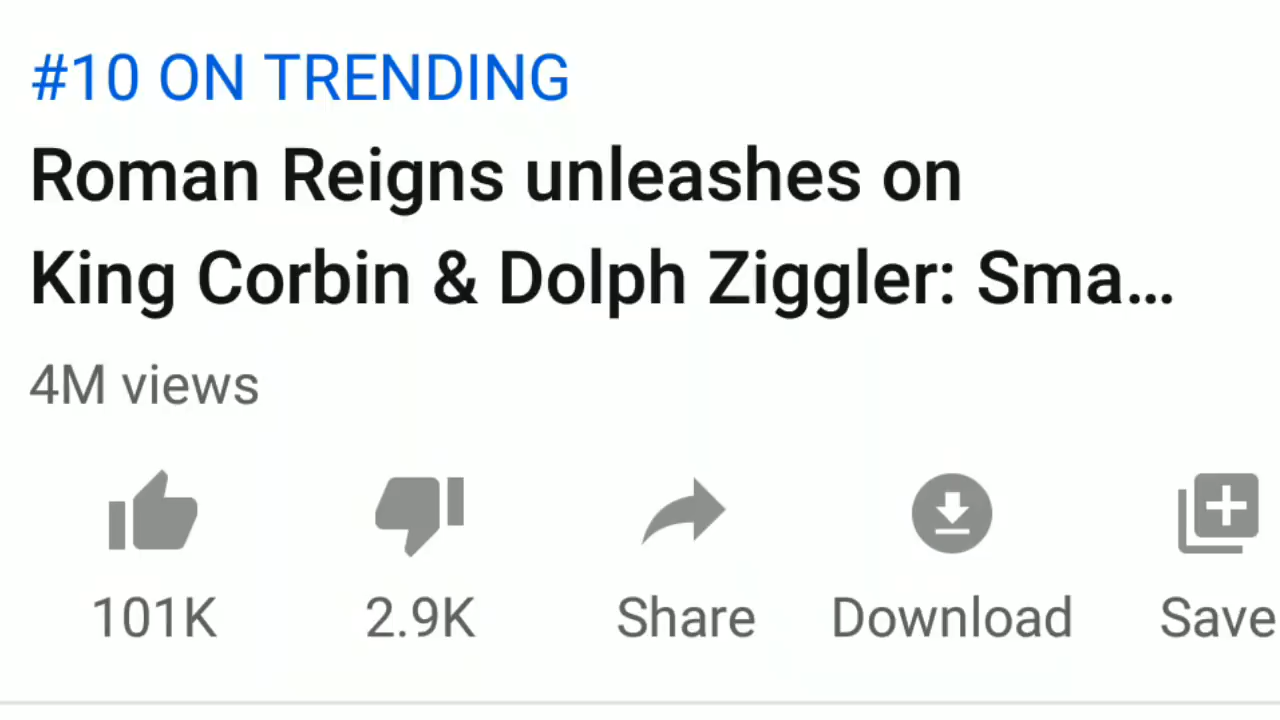 #10 ON TRENDING
Roman Reigns unleashes on
King Corbin & Dolph Ziggler: Sma...
4M views
101K 2.9K Share Download Save